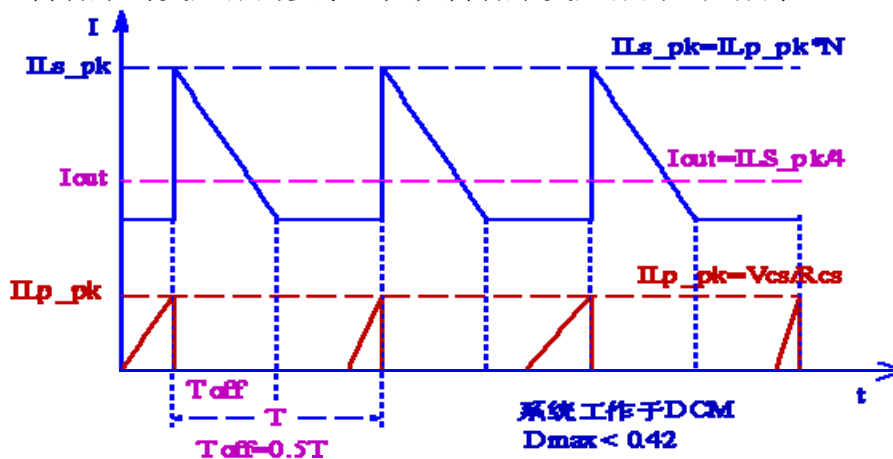 I
ILs_pk
ILs_pk=ILp_pk*N
Iout
Iout=ILS_pk/4
ILp_pk
ILp_pk=Vcs/Rcs
Toff
T
Toff=0.5T
t
系统工作于DCM
Dmax< 0.42